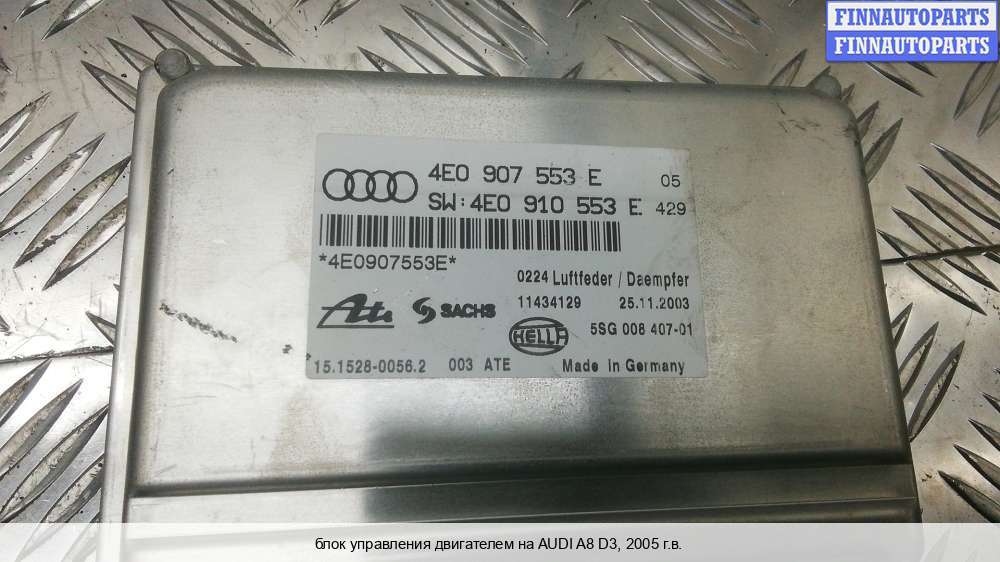 FINNAUTOPARTS
FINNAUTOPARTS
4E0 907 553 E 05
SW:4E0 910 553 E 429
*4E0907553E*
0224 Luftfeder / Daempfer
11434129 25.11.2003
Ate SACHS HELLA 5SG 008 407-01
15.1528-0056.2 003 ATE Made in Germany
блок управления двигателем на AUDI A8 D3, 2005 г.в.